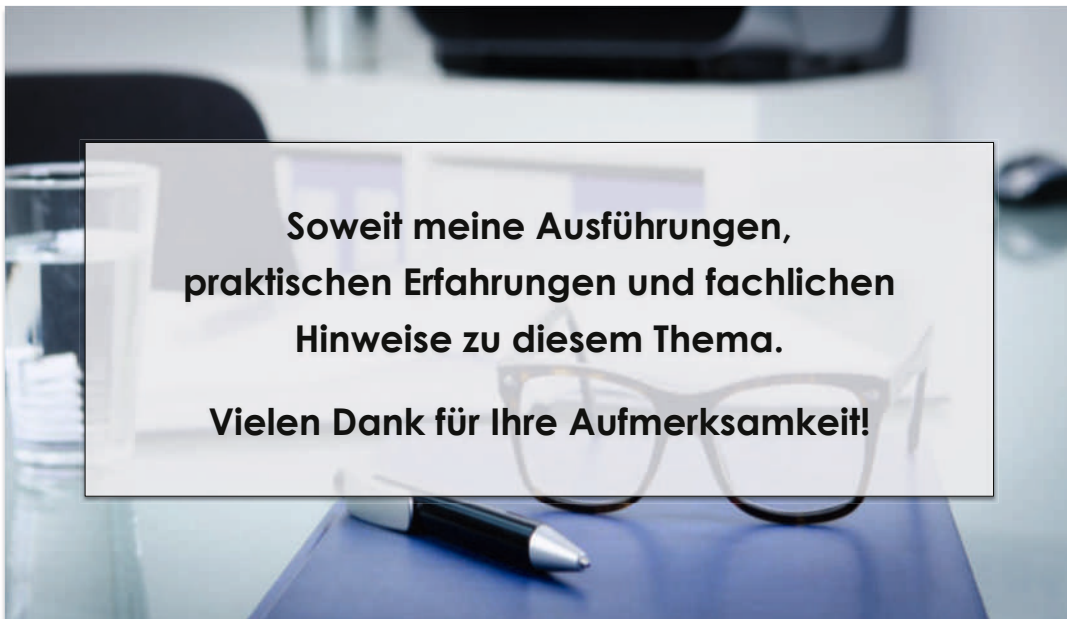 Soweit meine Ausführungen,
praktischen Erfahrungen und fachlichen
Hinweise zu diesem Thema.
Vielen Dank für Ihre Aufmerksamkeit!